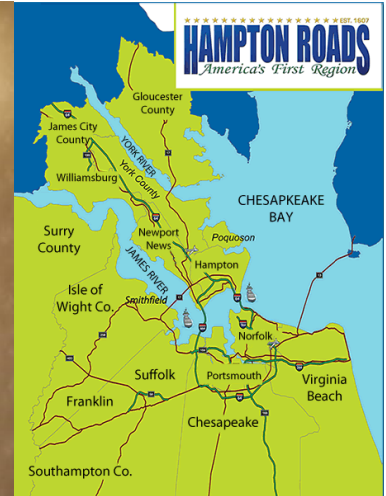 EST. 1607
HAMPTON ROADS
America's First Region
Gloucester
County
James City
County
YORK RIVER
York County
Williamsburg
CHESAPKEAKE
BAY
Surry
County
Newport
News
Poquoson
JAMES RIVER
Hampton
Isle of
Wight Co.
Smithfield
Norfolk
Suffolk
Portsmouth
Virginia
Beach
Franklin
Chesapeake
Southampton Co.